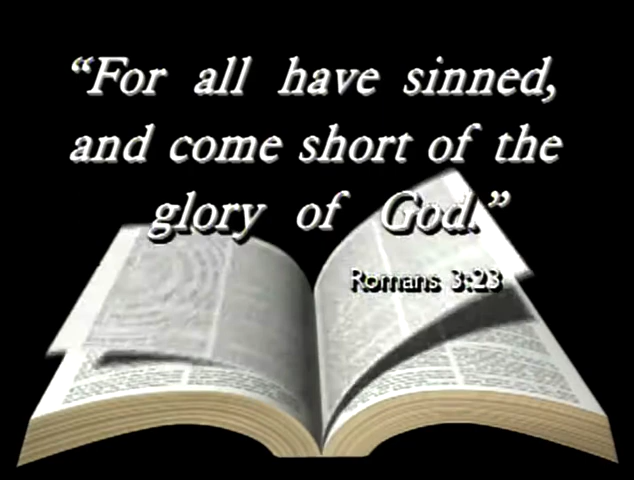 “For all have sinned,
and come short of the
glory of God.”
Romans 3:23